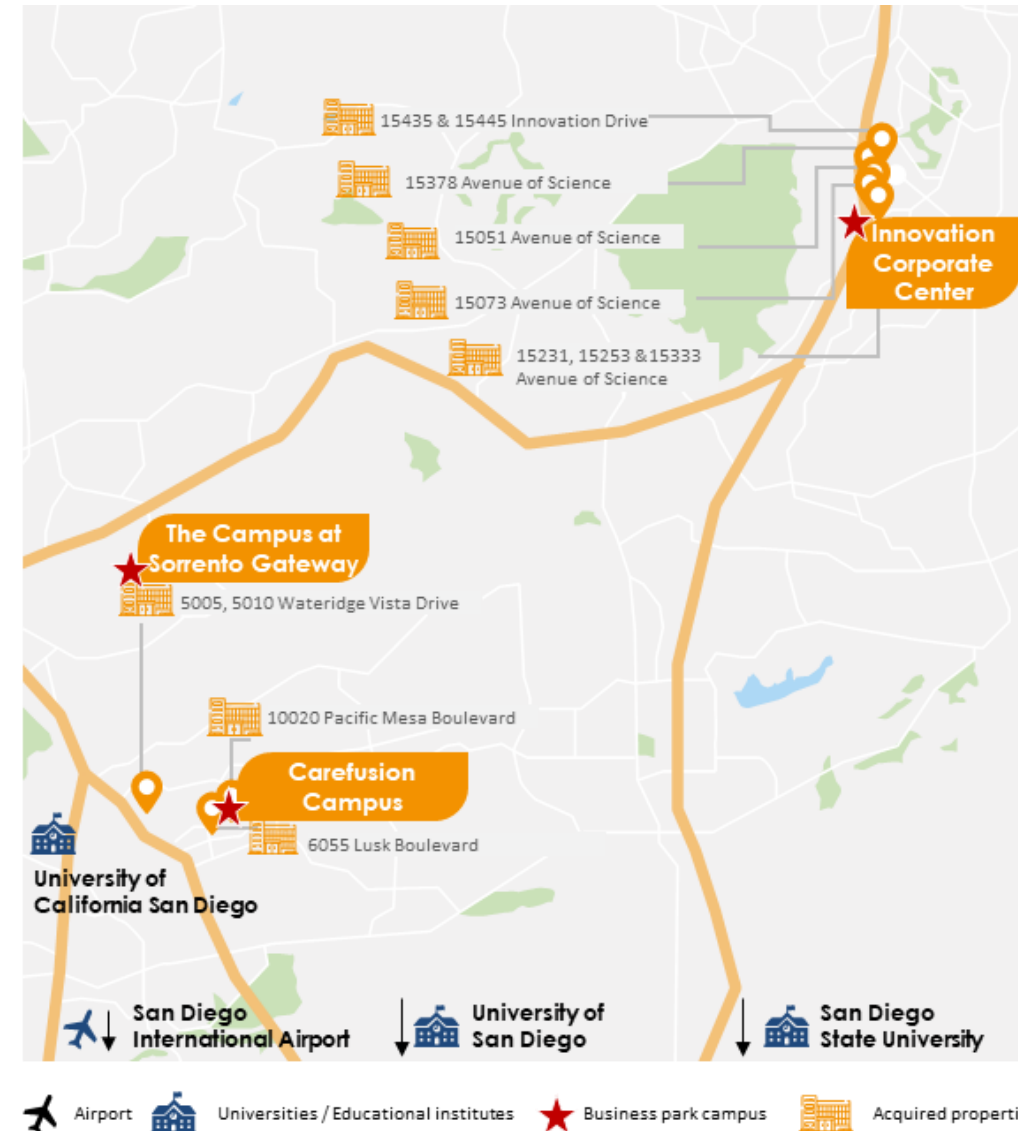 15435 & 15445 Innovation Drive
15378 Avenue of Science
15051 Avenue of Science
Innovation
Corporate
Center
15073 Avenue of Science
15231, 15253 &15333
Avenue of Science
The Campus at
Sorrento Gateway
5005, 5010 Wateridge Vista Drive
10020 Pacific Mesa Boulevard
Carefusion
Campus
6055 Lusk Boulevard
University of
California San Diego
San Diego
International Airport
University of
San Diego
San Diego
State University
Airport
Universities / Educational institutes
Business park campus
Acquired properti